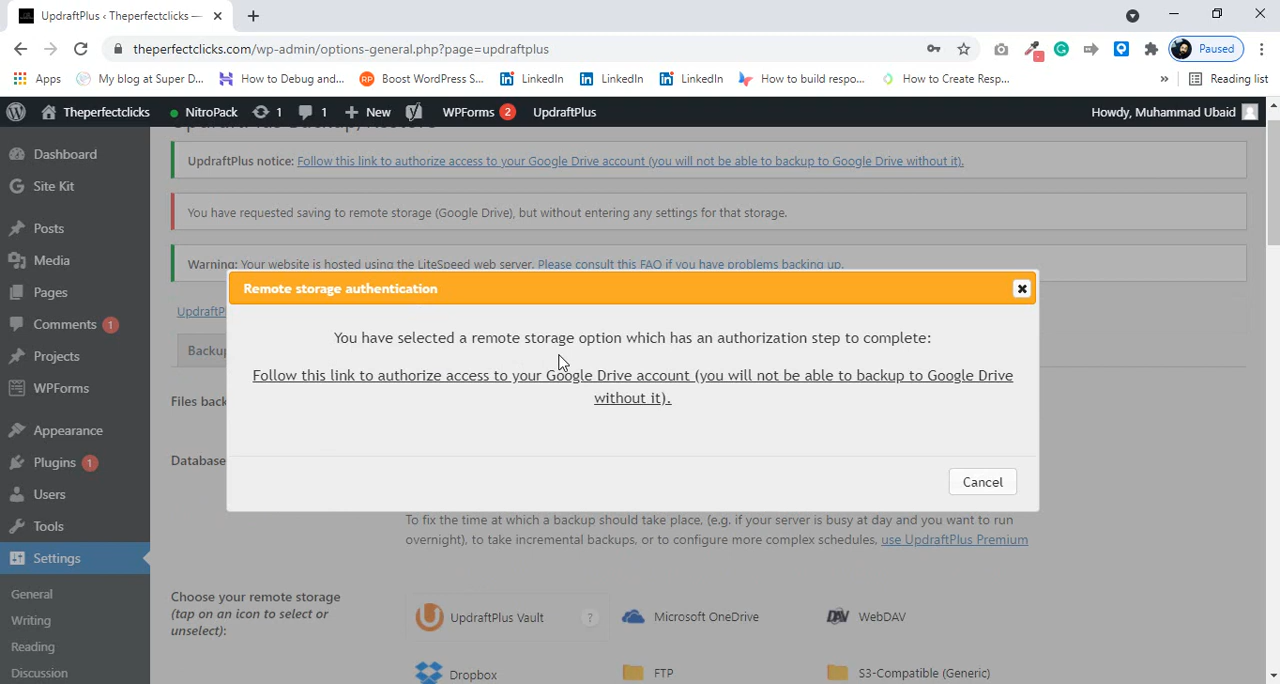 UpdraftPlus ‹ Theperfectclicks —
theperfectclicks.com/wp-admin/options-general.php?page=updraftplus
Paused
Apps My blog at Super D... How to Debug and... Boost WordPress S... LinkedIn LinkedIn LinkedIn How to build respo... How to Create Resp... » Reading list
Theperfectclicks NitroPack 1 1 New WPForms 2 UpdraftPlus Howdy, Muhammad Ubaid
Dashboard
Site Kit
Posts
Media
Pages
Comments 1
Projects
WPForms
Appearance
Plugins 1
Users
Tools
Settings
General
Writing
Reading
Discussion
UpdraftPlus notice: Follow this link to authorize access to your Google Drive account (you will not be able to backup to Google Drive without it).
You have requested saving to remote storage (Google Drive), but without entering any settings for that storage.
Warning: Your website is hosted using the LiteSpeed web server. Please consult this FAQ if you have problems backing up.
UpdraftP
Backu
Files back
Database
Remote storage authentication
You have selected a remote storage option which has an authorization step to complete:
Follow this link to authorize access to your Google Drive account (you will not be able to backup to Google Drive
without it).
Cancel
To fix the time at which a backup should take place, (e.g. if your server is busy at day and you want to run
overnight), to take incremental backups, or to configure more complex schedules, use UpdraftPlus Premium
Choose your remote storage
(tap on an icon to select or
unselect):
UpdraftPlus Vault ? Microsoft OneDrive WebDAV
Dropbox FTP S3-Compatible (Generic)